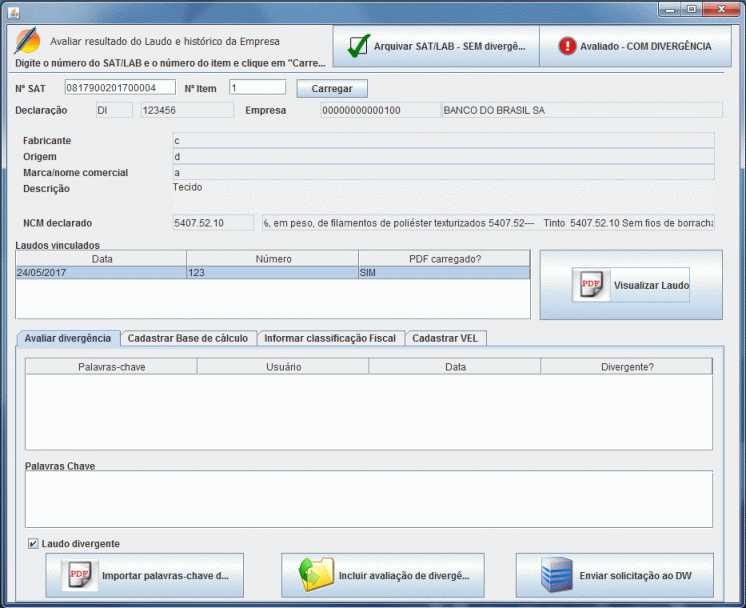 Avaliar resultado do Laudo e histórico da Empresa
Digite o número do SAT/LAB e o número do item e clique em "Carre...
Arquivar SAT/LAB - SEM divergê...
Avaliado - COM DIVERGÊNCIA
Nº SAT 0817900201700004 Nº Item 1 Carregar
Declaração DI 123456 Empresa 00000000000100 BANCO DO BRASIL SA
Fabricante c
Origem d
Marca/nome comercial a
Descrição Tecido
NCM declarado 5407.52.10 %, em peso, de filamentos de poliéster texturizados 5407.52--- Tinto 5407.52.10 Sem fios de borracha
Laudos vinculados
Data Número PDF carregado?
24/05/2017 123 SIM
PDF Visualizar Laudo
Avaliar divergência Cadastrar Base de cálculo Informar classificação Fiscal Cadastrar VEL
Palavras-chave Usuário Data Divergente?
Palavras Chave
Laudo divergente
PDF Importar palavras-chave d...
Incluir avaliação de divergê...
Enviar solicitação ao DW